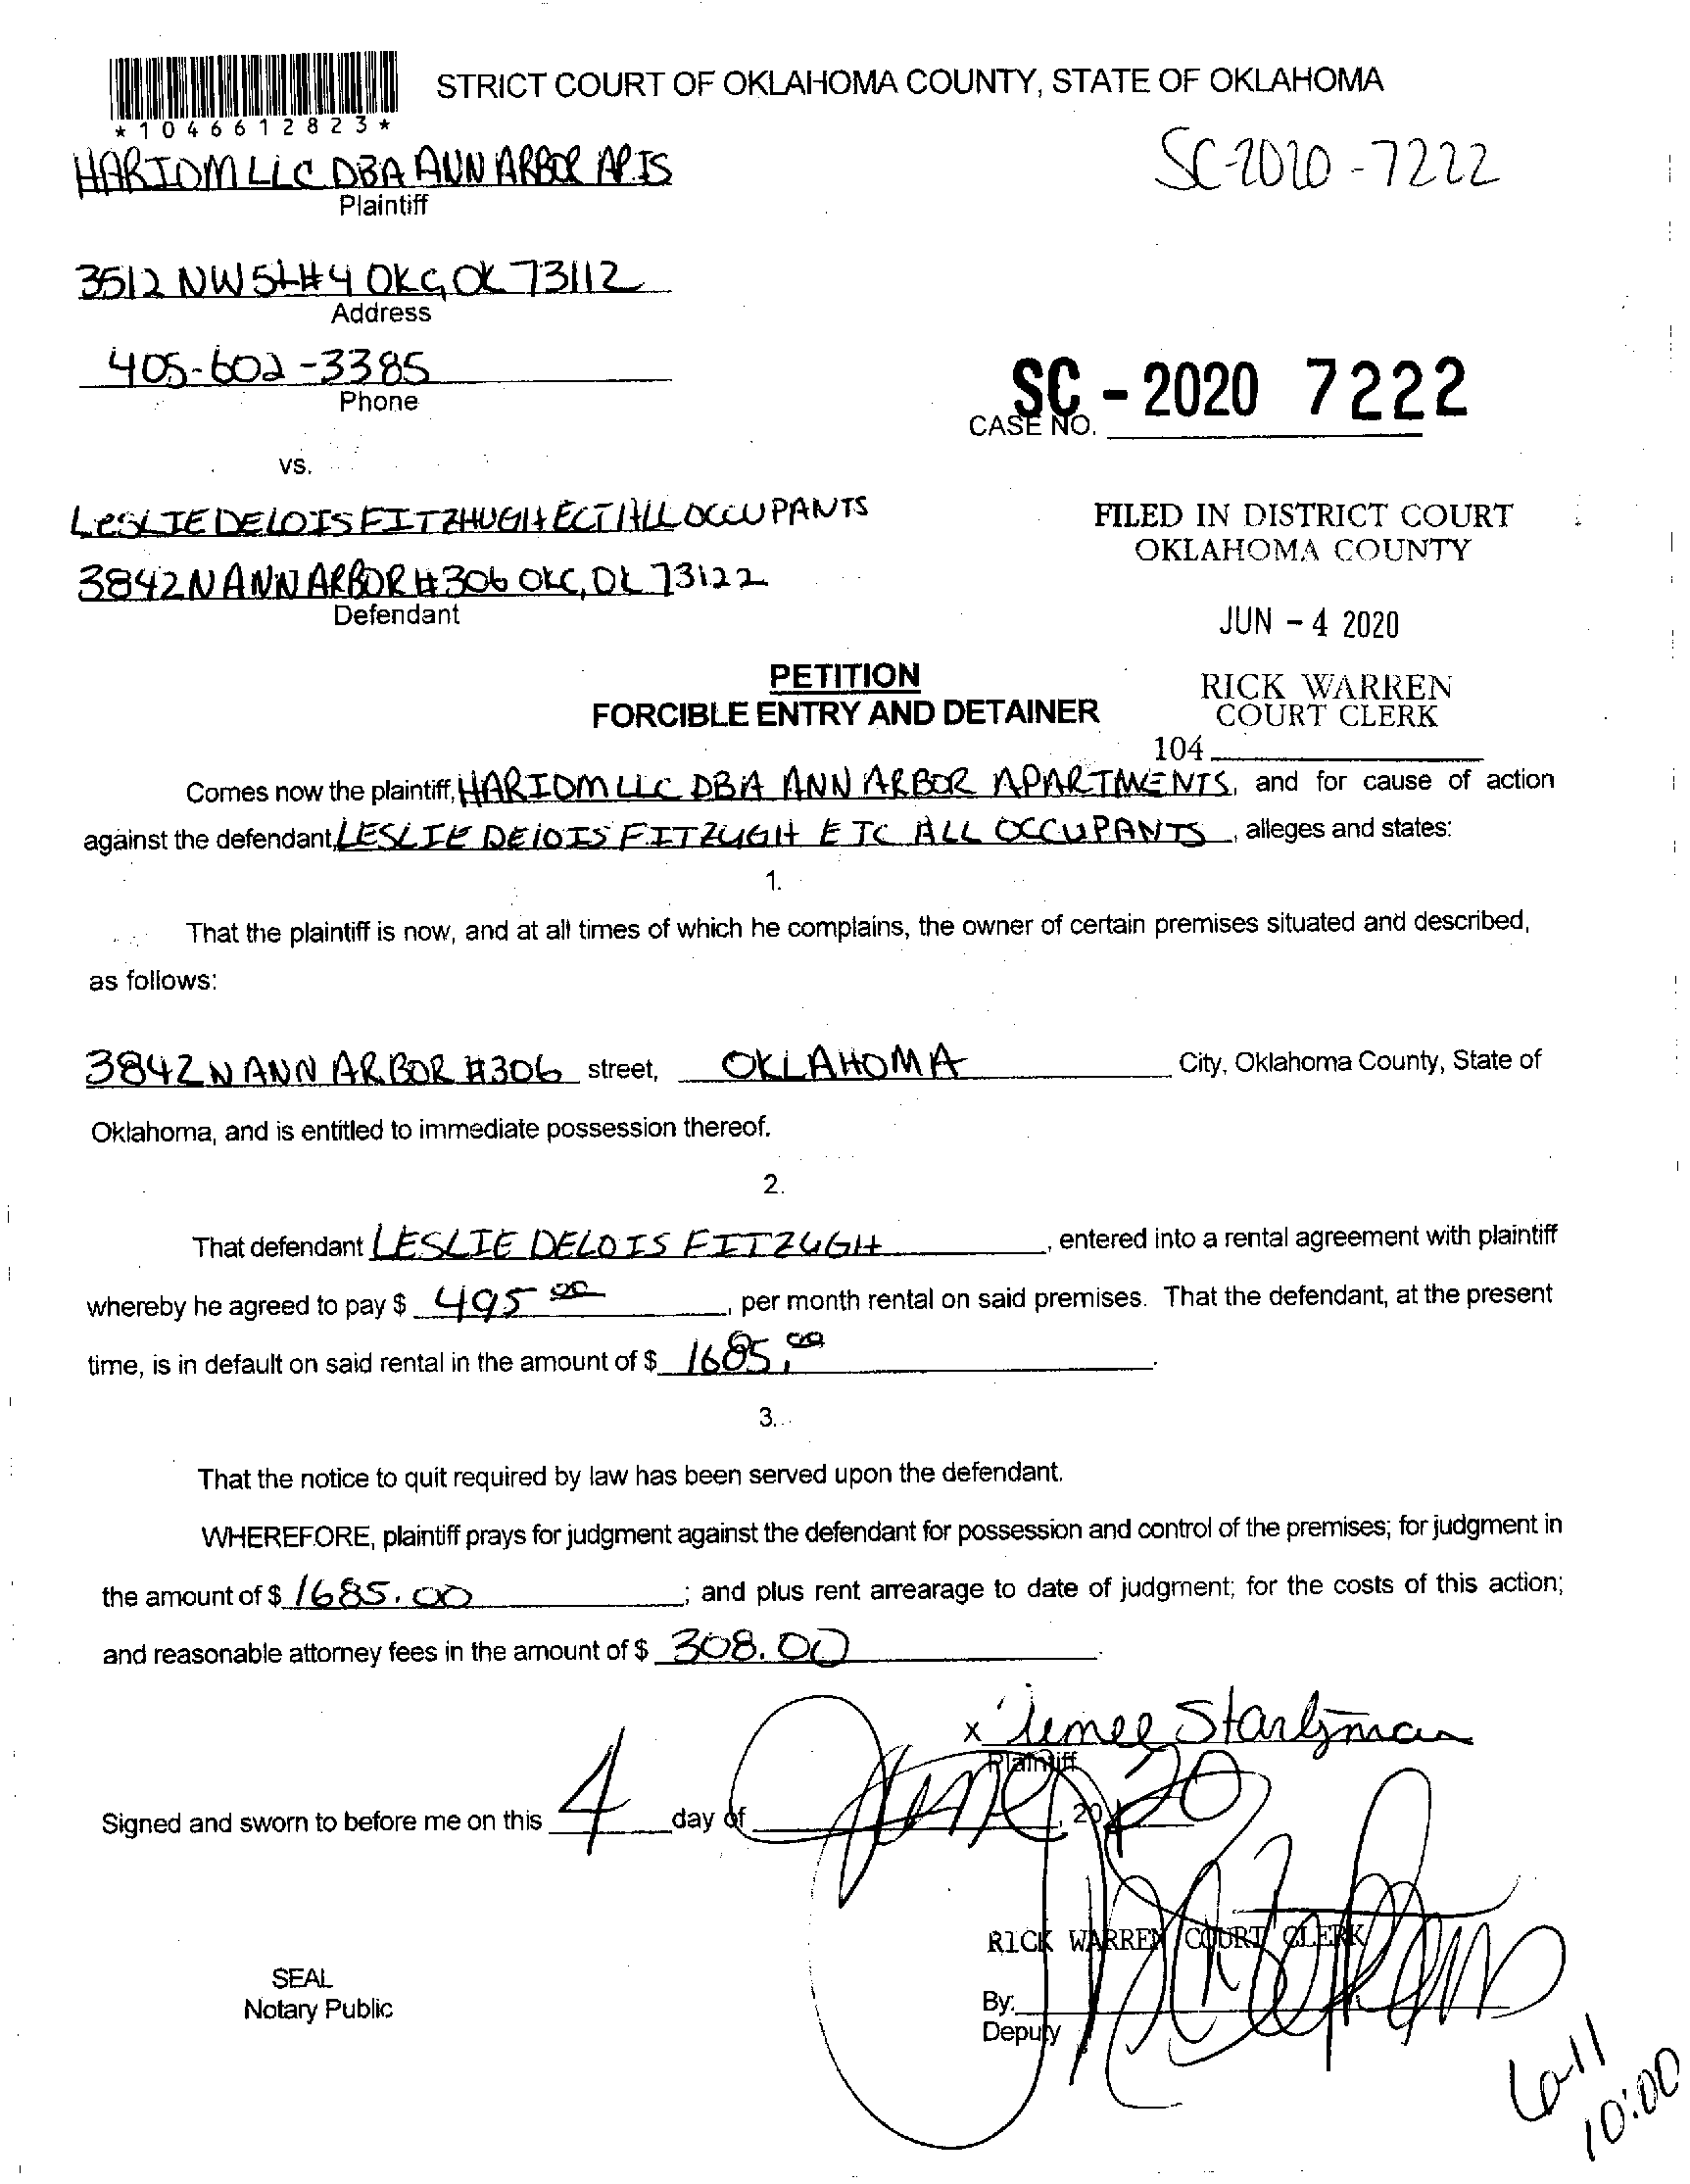 STRICT COURT OF OKLAHOMA COUNTY, STATE OF OKLAHOMA
*1046612823*
HARIOM LLC DBA ANN ARBOR APTS
SC-2020-7222
Plaintiff
3512 NW 51 #4 OKC, OK 73112
Address
405-602-3385
Phone
SC - 2020 7222
CASE NO.
vs.
LESLIE DELOIS FITZHUGH ECT ALL OCCUPANTS
3842 N ANN ARBOR #306 OKC, OK 73122
Defendant
FILED IN DISTRICT COURT
OKLAHOMA COUNTY
JUN - 4 2020
RICK WARREN
COURT CLERK
104
PETITION
FORCIBLE ENTRY AND DETAINER
Comes now the plaintiff, HARIOM LLC DBA ANN ARBOR APARTMENTS, and for cause of action
against the defendant, LESLIE DELOIS FITZUGH ETC ALL OCCUPANTS, alleges and states:
1.
That the plaintiff is now, and at all times of which he complains, the owner of certain premises situated and described,
as follows:
3842 N ANN ARBOR #306 street, OKLAHOMA City, Oklahoma County, State of
Oklahoma, and is entitled to immediate possession thereof.
2.
That defendant LESLIE DELOIS FITZUGH, entered into a rental agreement with plaintiff
whereby he agreed to pay $ 495 00, per month rental on said premises. That the defendant, at the present
time, is in default on said rental in the amount of $ 1685.00.
3.
That the notice to quit required by law has been served upon the defendant.
WHEREFORE, plaintiff prays for judgment against the defendant for possession and control of the premises; for judgment in
the amount of $ 1685.00; and plus rent arrearage to date of judgment; for the costs of this action;
and reasonable attorney fees in the amount of $ 308.00.
x
Plaintiff
Signed and sworn to before me on this 4 day of June, 2020
RICK WARREN COURT CLERK
SEAL
Notary Public
By:
Deputy
6-11
10:00